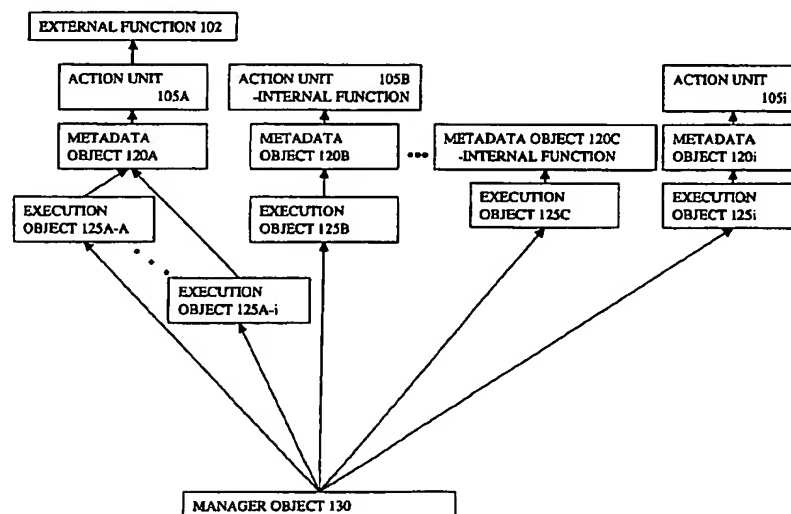 EXTERNAL FUNCTION 102
ACTION UNIT
105A
ACTION UNIT 105B
-INTERNAL FUNCTION
ACTION UNIT
105i
METADATA
OBJECT 120A
METADATA
OBJECT 120B
METADATA OBJECT 120C
-INTERNAL FUNCTION
METADATA
OBJECT 120i
EXECUTION
OBJECT 125A-A
EXECUTION
OBJECT 125B
EXECUTION
OBJECT 125C
EXECUTION
OBJECT 125i
EXECUTION
OBJECT 125A-i
MANAGER OBJECT 130